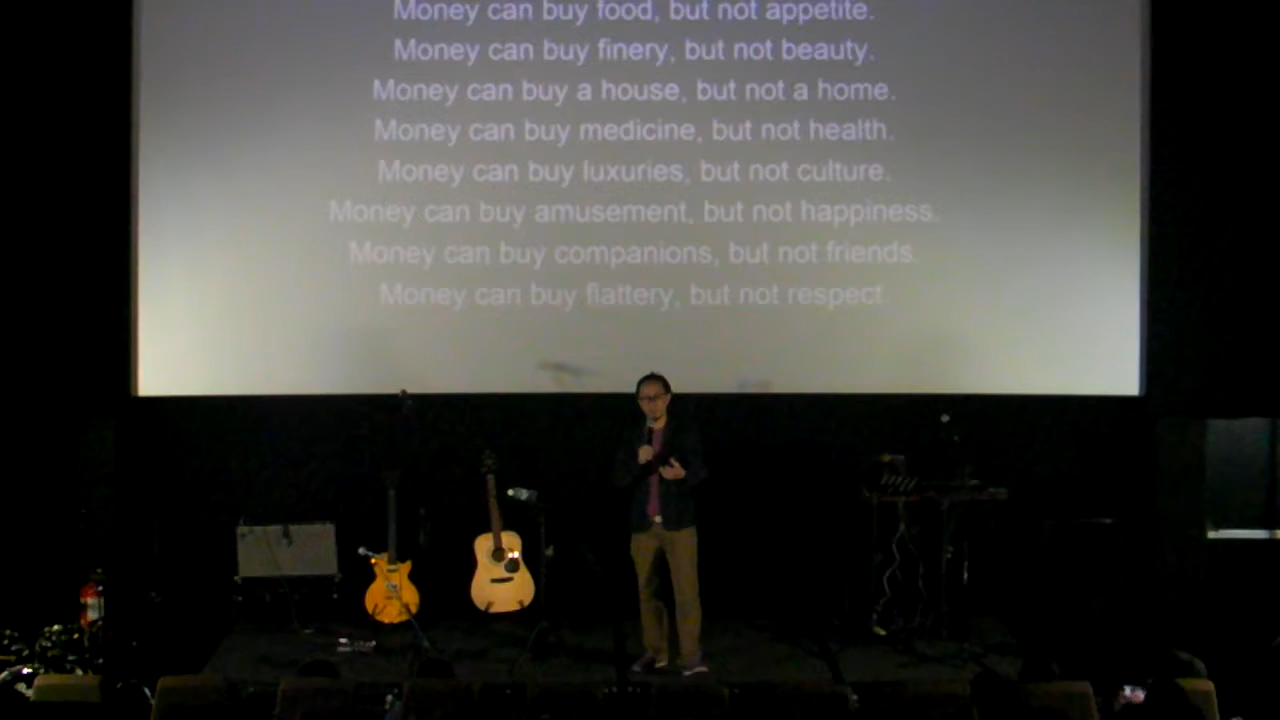 Money can buy food, but not appetite.
Money can buy finery, but not beauty.
Money can buy a house, but not a home.
Money can buy medicine, but not health.
Money can buy luxuries, but not culture.
Money can buy amusement, but not happiness.
Money can buy companions, but not friends.
Money can buy flattery, but not respect.